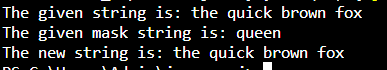 The given string is: the quick brown fox
The given mask string is: queen
The new string is: the quick brown fox